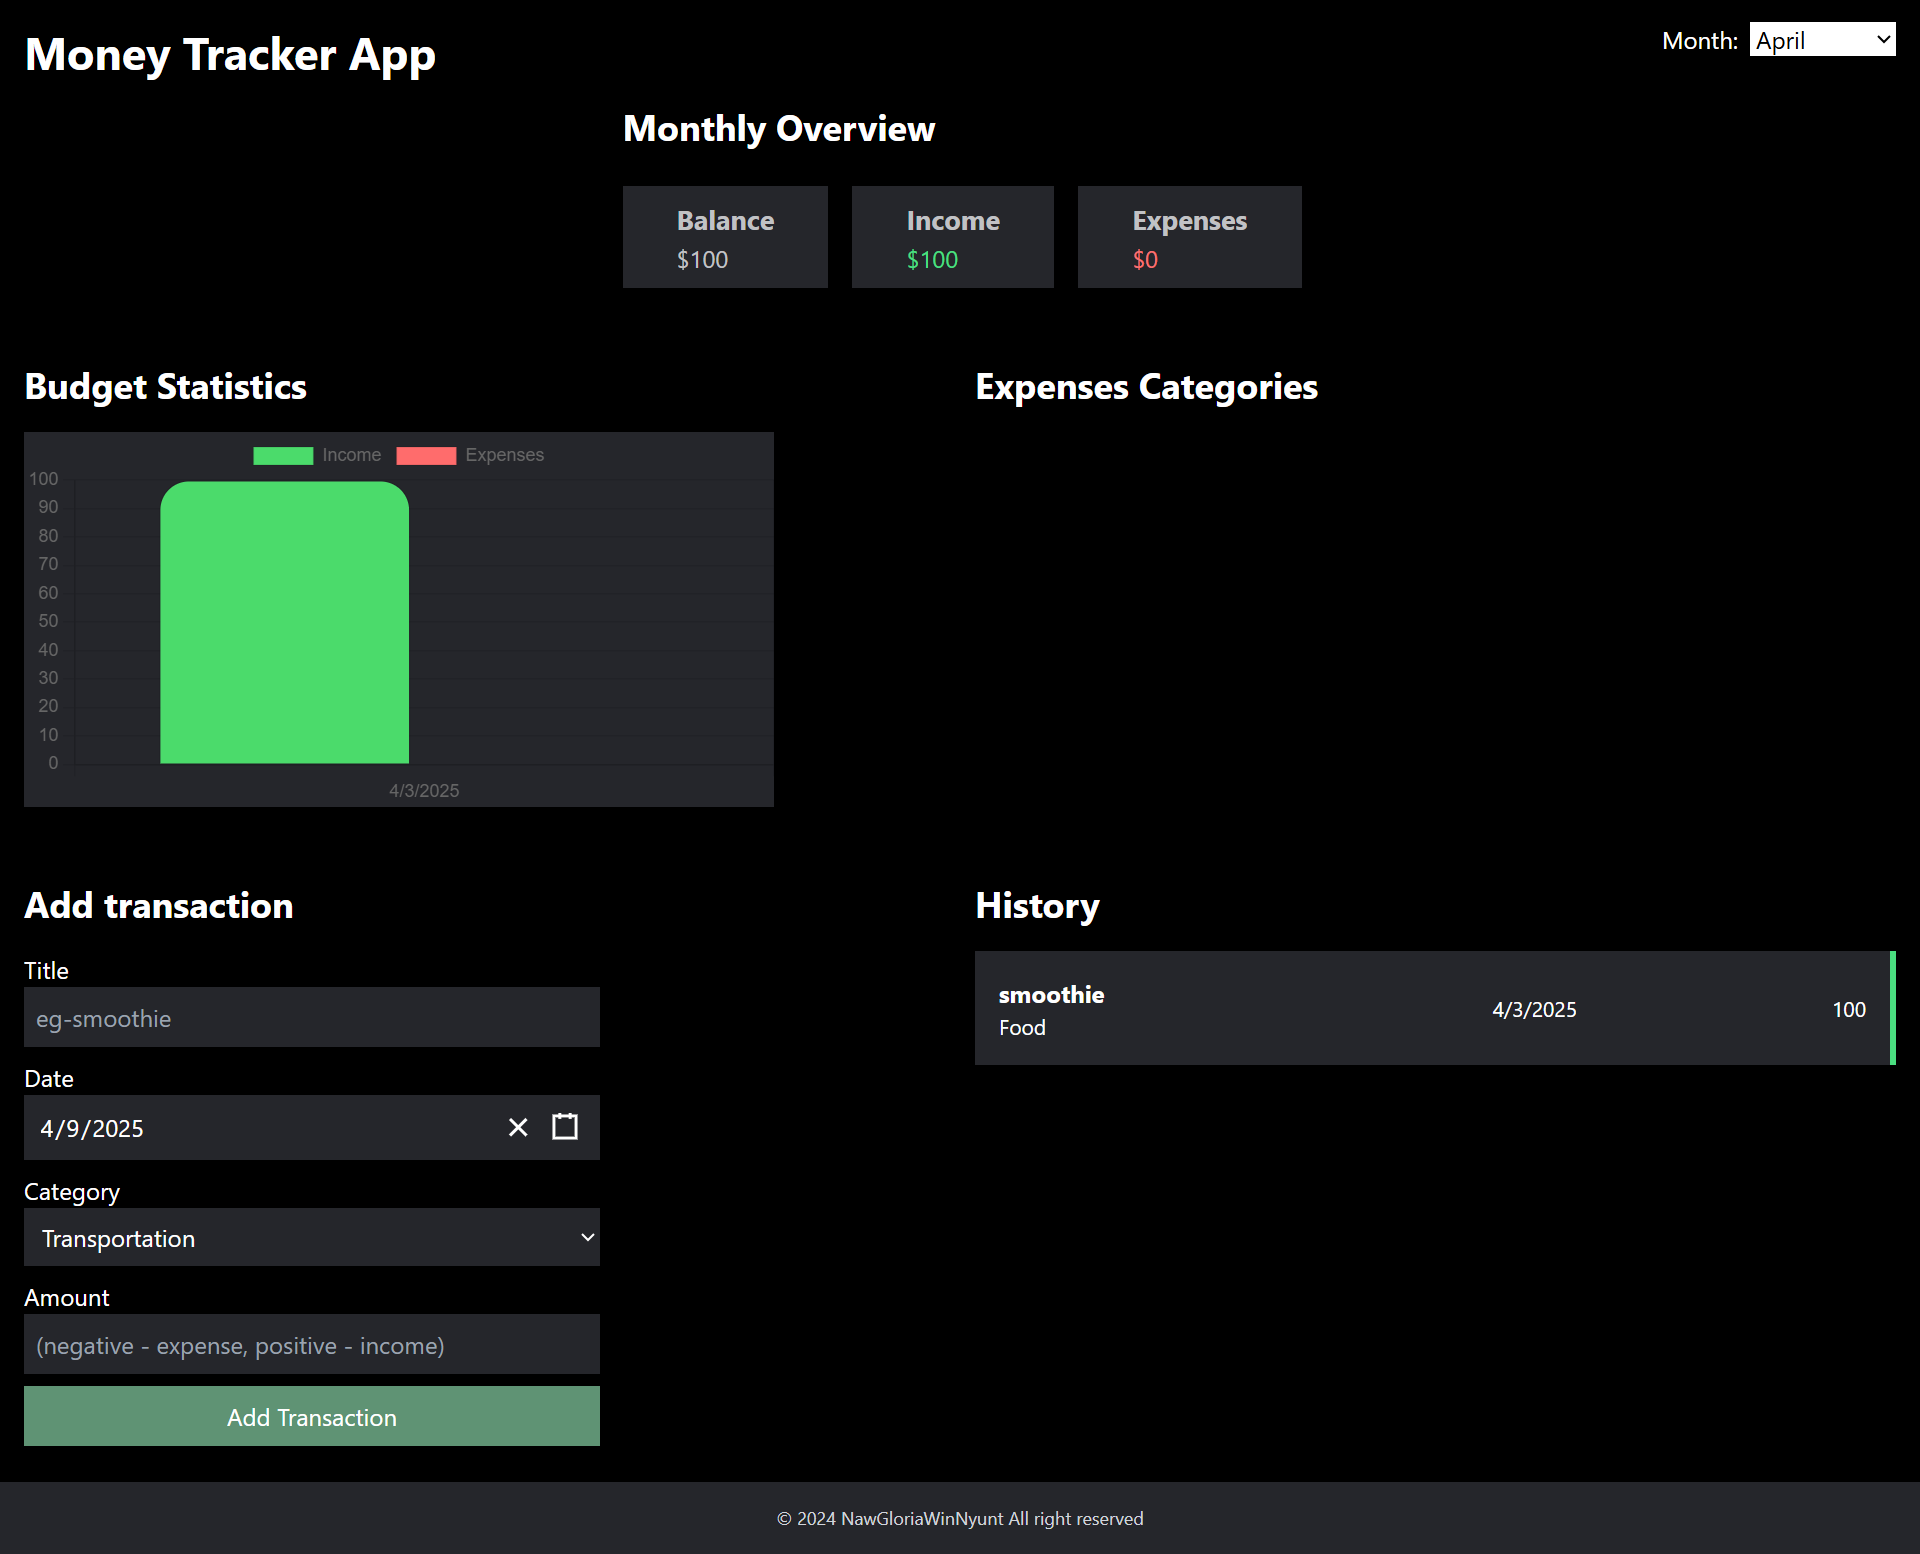 Money Tracker App
Month: April
Monthly Overview
Balance
$100
Income
$100
Expenses
$0
Budget Statistics
Income Expenses
100
90
80
70
60
50
40
30
20
10
0
4/3/2025
Expenses Categories
Add transaction
Title
eg-smoothie
Date
4/9/2025
Category
Transportation
Amount
(negative - expense, positive - income)
Add Transaction
History
smoothie
Food
4/3/2025
100
© 2024 NawGloriaWinNyunt All right reserved